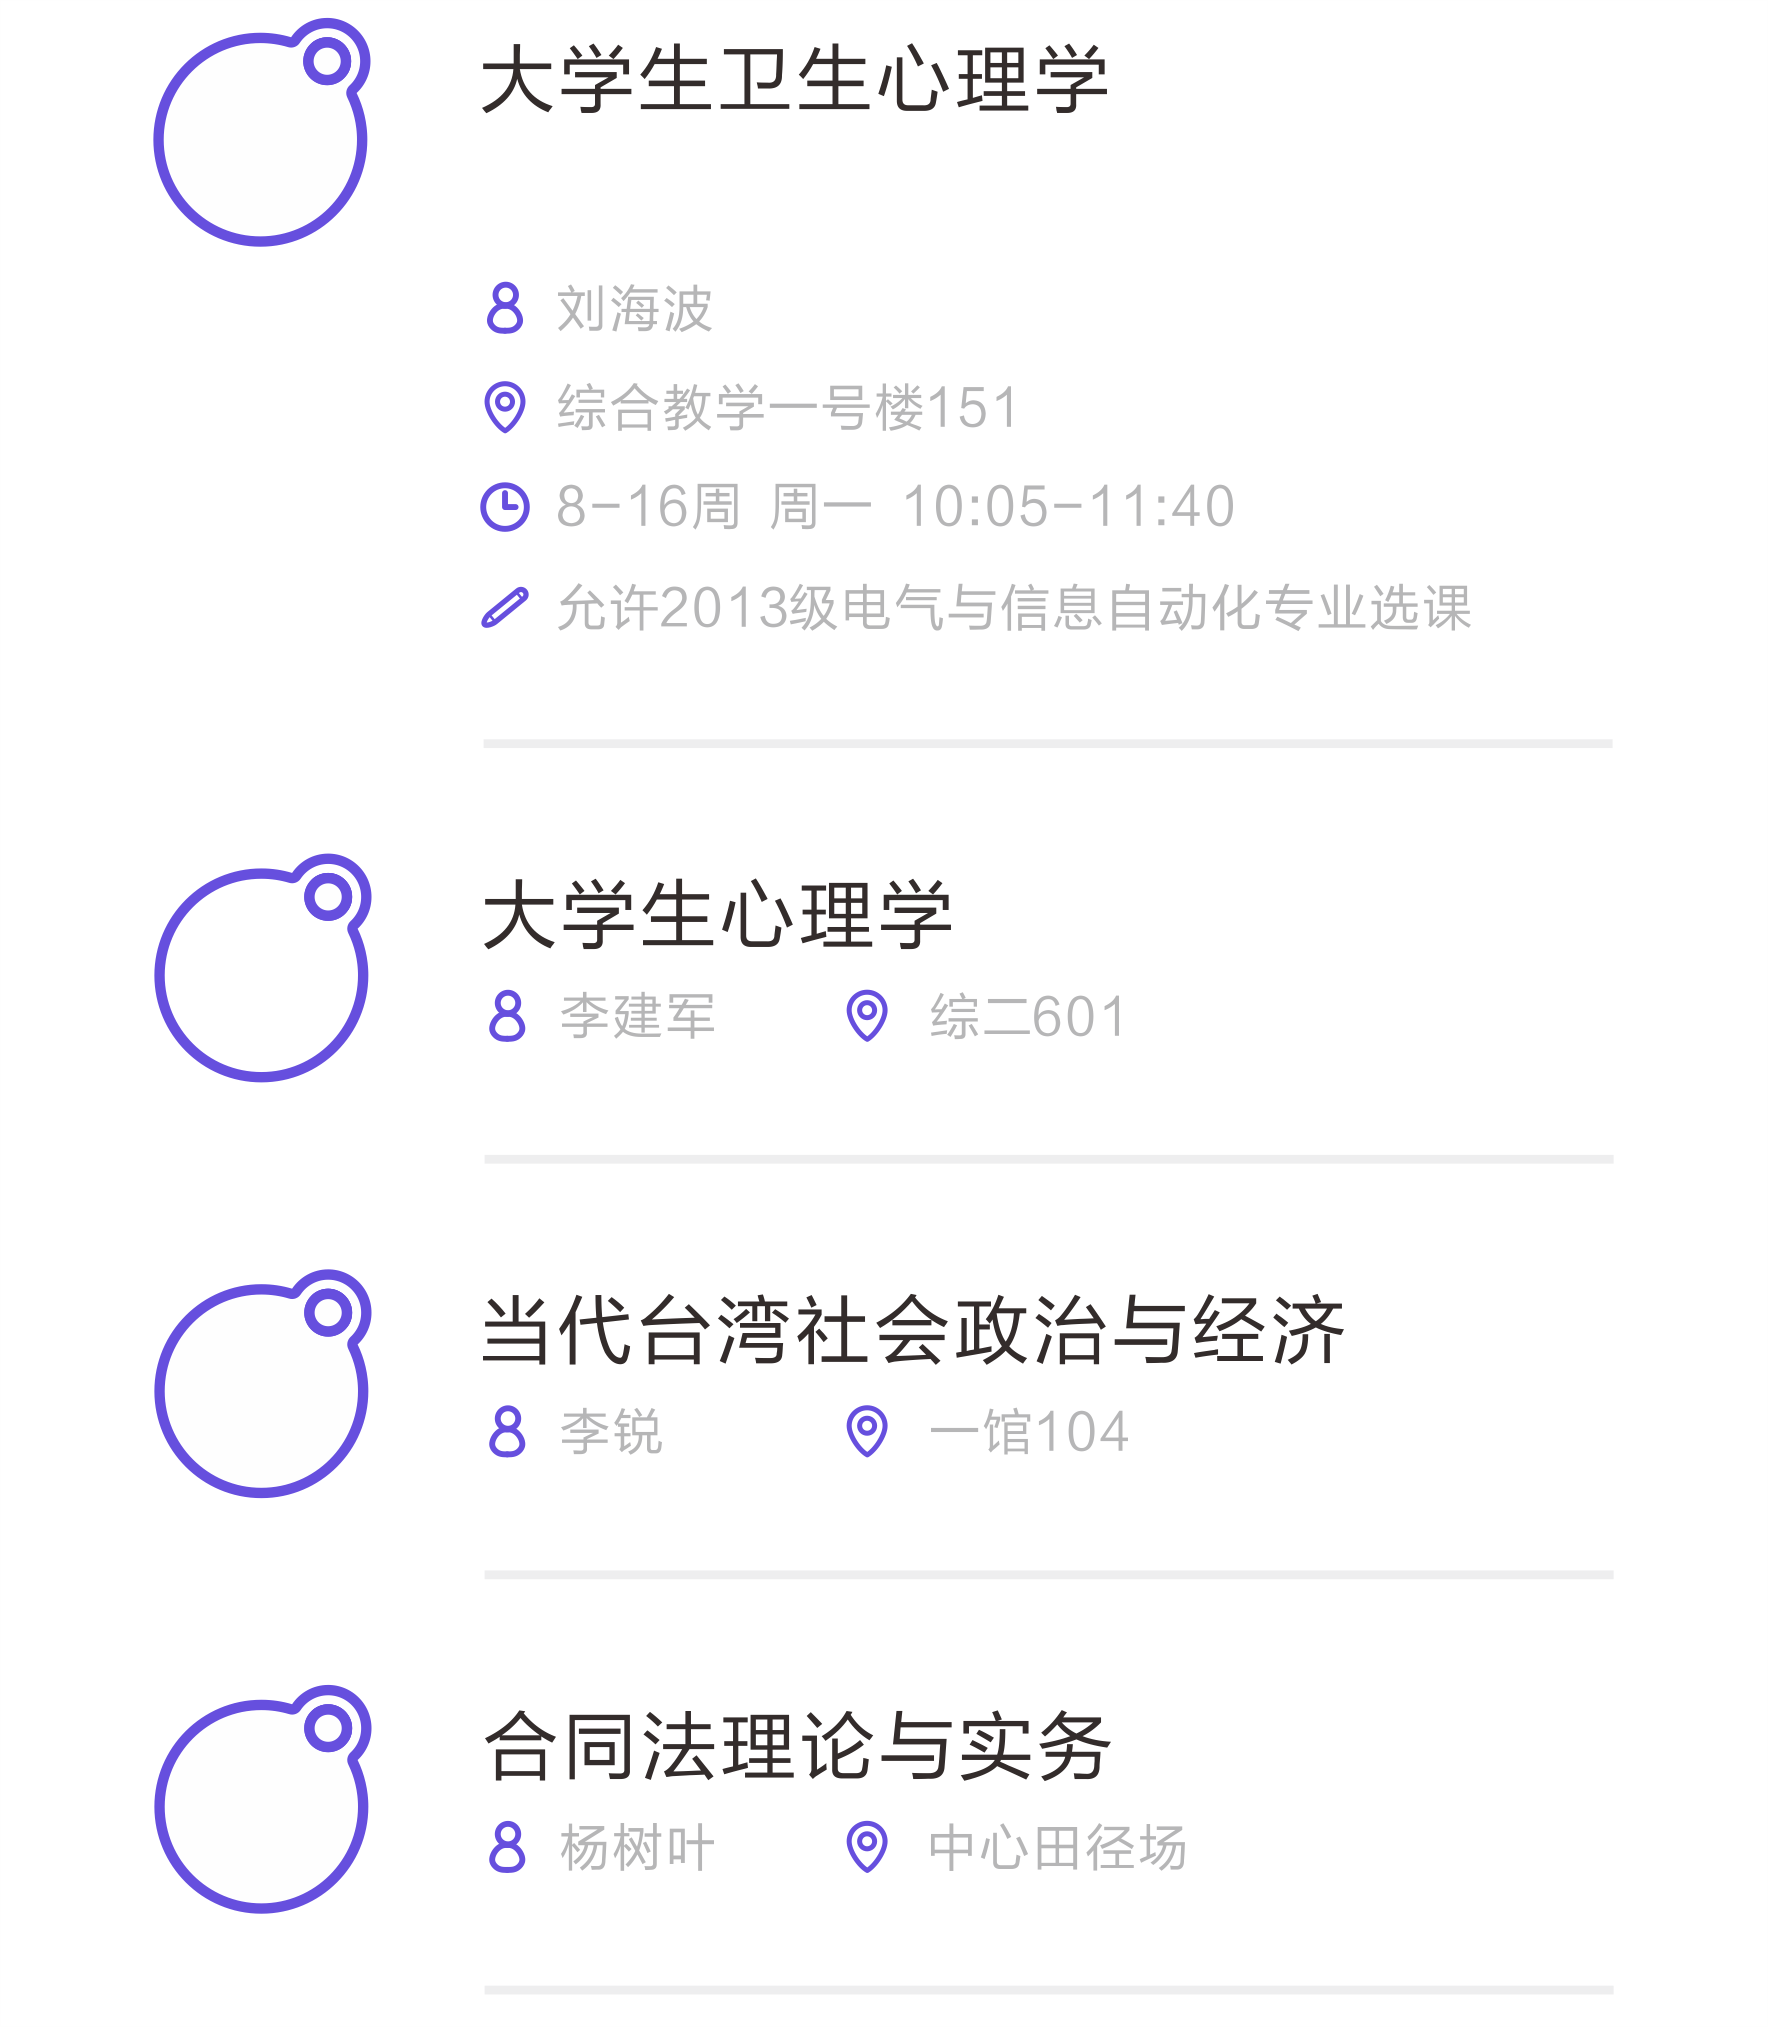 大学生卫生心理学
刘海波
综合教学一号楼151
8-16周 周一 10:05-11:40
允许2013级电气与信息自动化专业选课
大学生心理学
李建军 综二601
当代台湾社会政治与经济
李锐 一馆104
合同法理论与实务
杨树叶 中心田径场